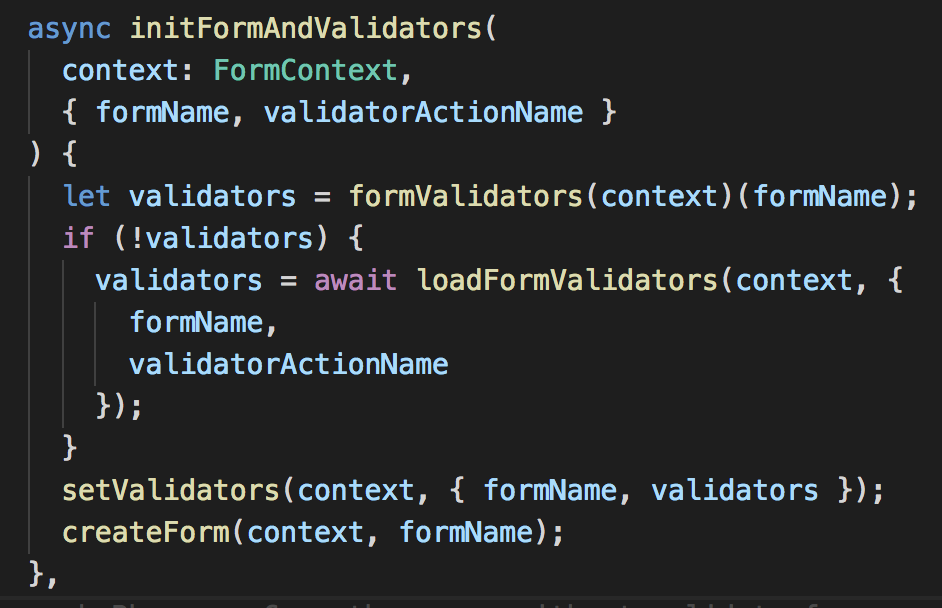 async initFormAndValidators(
  context: FormContext,
  { formName, validatorActionName }
) {
  let validators = formValidators(context)(formName);
  if (!validators) {
    validators = await loadFormValidators(context, {
      formName,
      validatorActionName
    });
  }
  setValidators(context, { formName, validators });
  createForm(context, formName);
},